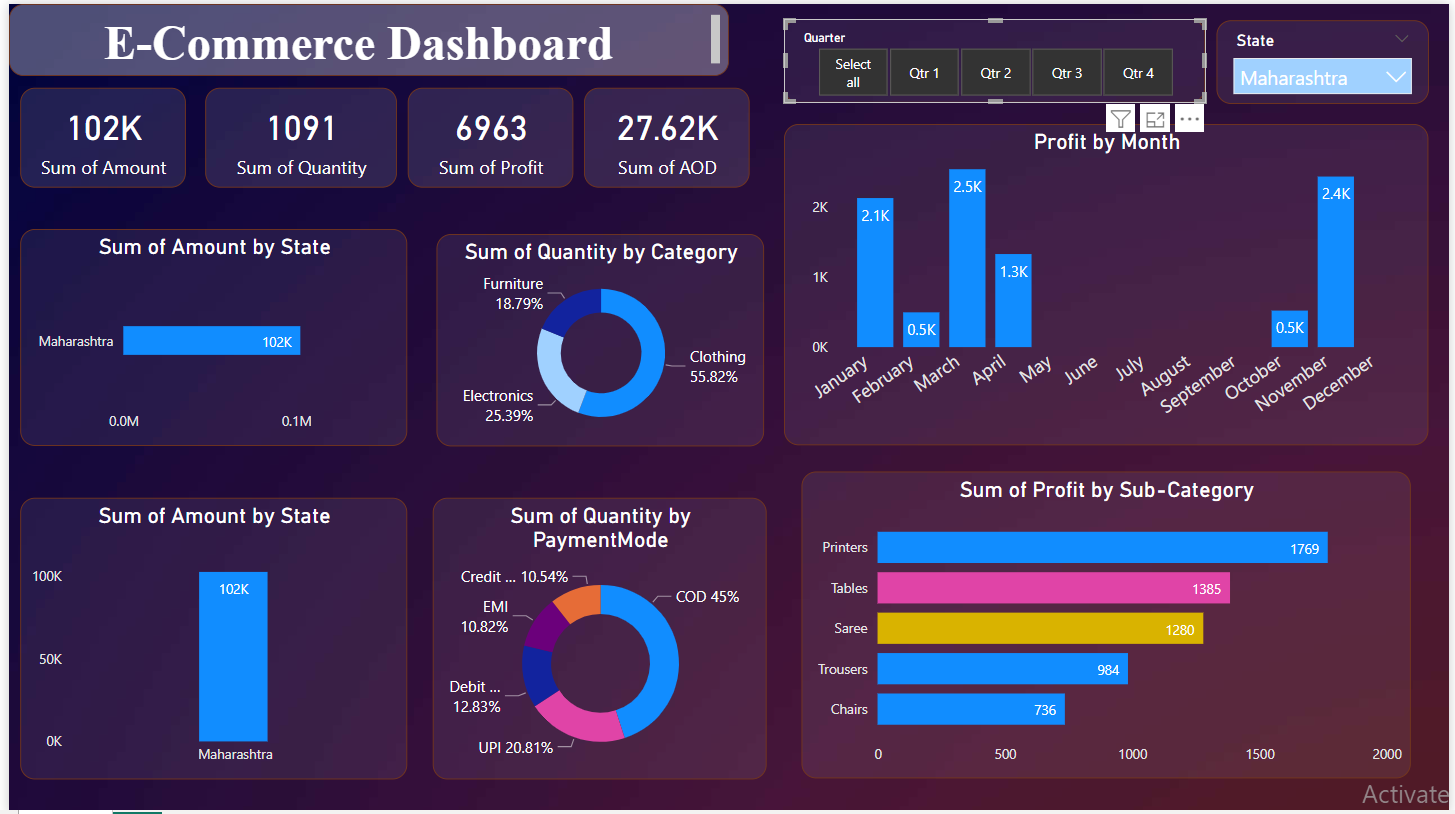 E-Commerce Dashboard
Quarter
Select
all
Qtr 1
Qtr 2
Qtr 3
Qtr 4
State
Maharashtra
102K
Sum of Amount
1091
Sum of Quantity
6963
Sum of Profit
27.62K
Sum of AOD
Profit by Month
2K
1K
0K
2.1K
0.5K
2.5K
1.3K
0.5K
2.4K
January
February
March
April
May
June
July
August
September
October
November
December
Sum of Amount by State
Maharashtra
102K
0.0M
0.1M
Sum of Quantity by Category
Furniture
18.79%
Clothing
55.82%
Electronics
25.39%
Sum of Amount by State
100K
50K
0K
102K
Maharashtra
Sum of Quantity by
PaymentMode
Credit ... 10.54%
COD 45%
EMI
10.82%
Debit ...
12.83%
UPI 20.81%
Sum of Profit by Sub-Category
Printers
1769
Tables
1385
Saree
1280
Trousers
984
Chairs
736
0
500
1000
1500
2000
Activate